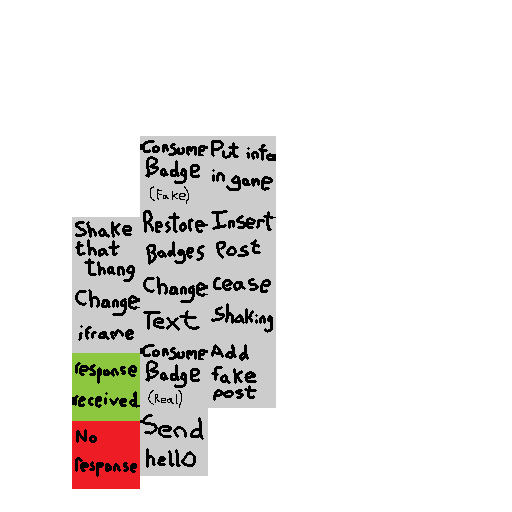 Shake
that
thang
Change
iframe
response
received
No
response
Consume
Badge
(Fake)
Restore
Badges
Change
Text
Consume
Badge
(Real)
Send
hello
Put info
in game
Insert
Post
cease
shaking
Add
fake
post